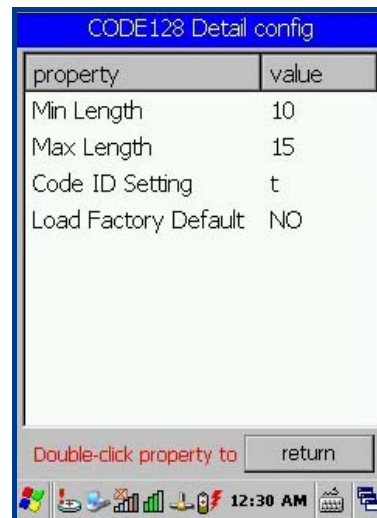 CODE128 Detail config
property value
Min Length 10
Max Length 15
Code ID Setting t
Load Factory Default NO
Double-click property to return
12:30 AM